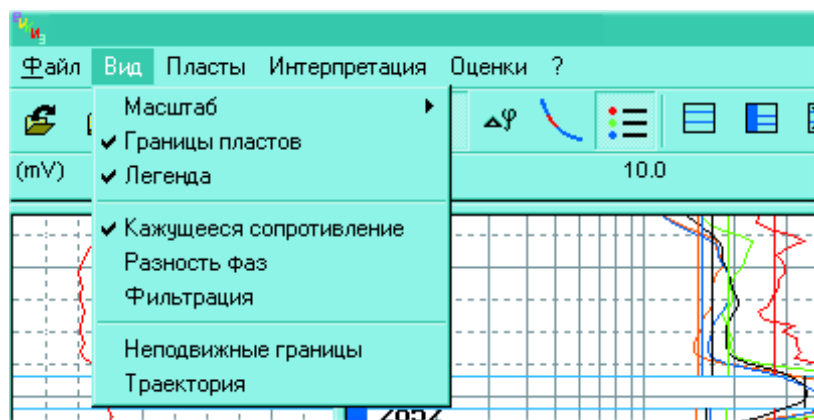 Файл Вид Пласты Интерпретация Оценки ?
Масштаб
Границы пластов
Δφ
Легенда
(mV) 10.0
Кажущееся сопротивление
Разность фаз
Фильтрация
Неподвижные границы
Траектория